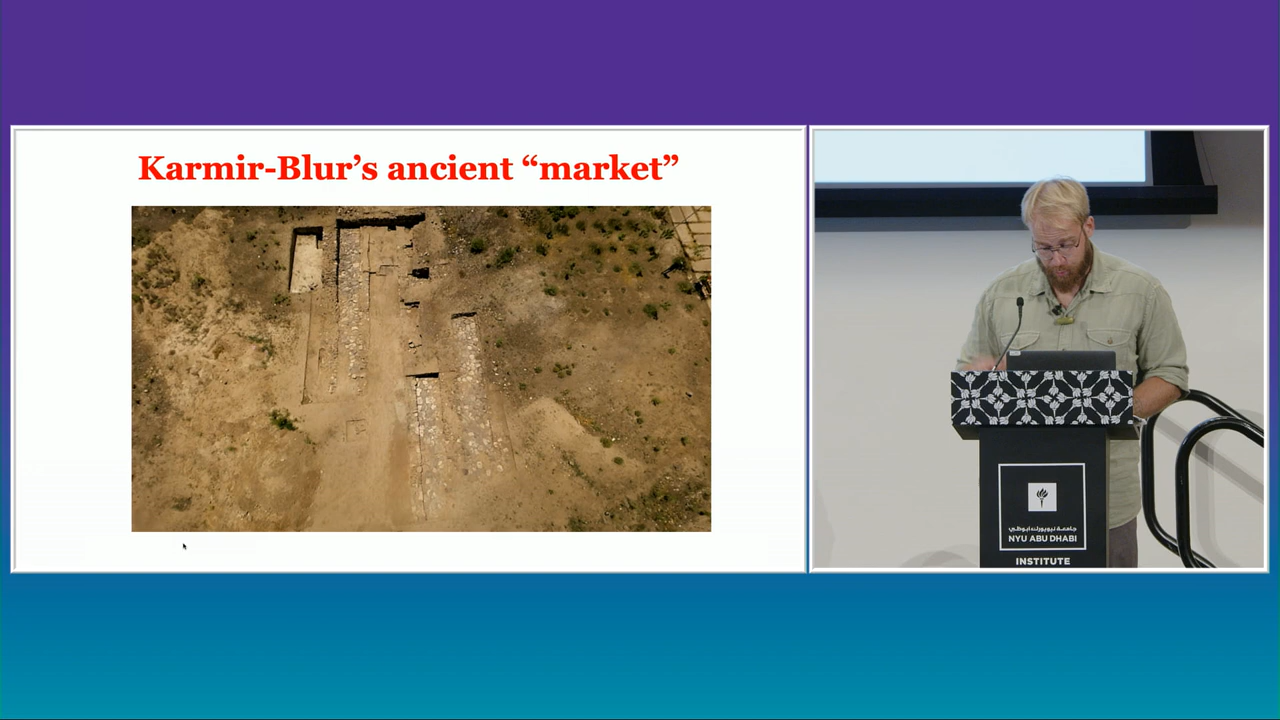 Karmir-Blur’s ancient “market”
جامعة نيويورك أبوظبي
NYU ABU DHABI
INSTITUTE